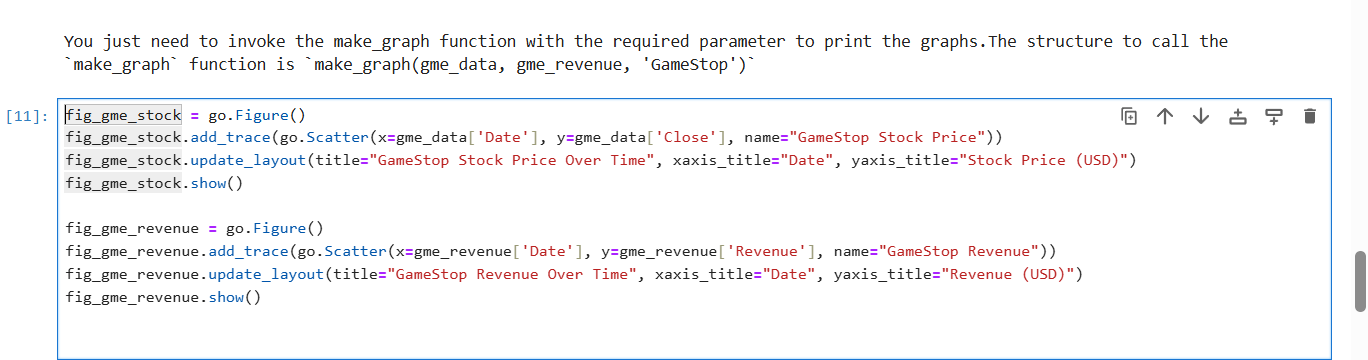 You just need to invoke the make_graph function with the required parameter to print the graphs.The structure to call the
`make_graph` function is `make_graph(gme_data, gme_revenue, 'GameStop')`
[11]:
fig_gme_stock = go.Figure()
fig_gme_stock.add_trace(go.Scatter(x=gme_data['Date'], y=gme_data['Close'], name="GameStop Stock Price"))
fig_gme_stock.update_layout(title="GameStop Stock Price Over Time", xaxis_title="Date", yaxis_title="Stock Price (USD)")
fig_gme_stock.show()
fig_gme_revenue = go.Figure()
fig_gme_revenue.add_trace(go.Scatter(x=gme_revenue['Date'], y=gme_revenue['Revenue'], name="GameStop Revenue"))
fig_gme_revenue.update_layout(title="GameStop Revenue Over Time", xaxis_title="Date", yaxis_title="Revenue (USD)")
fig_gme_revenue.show()